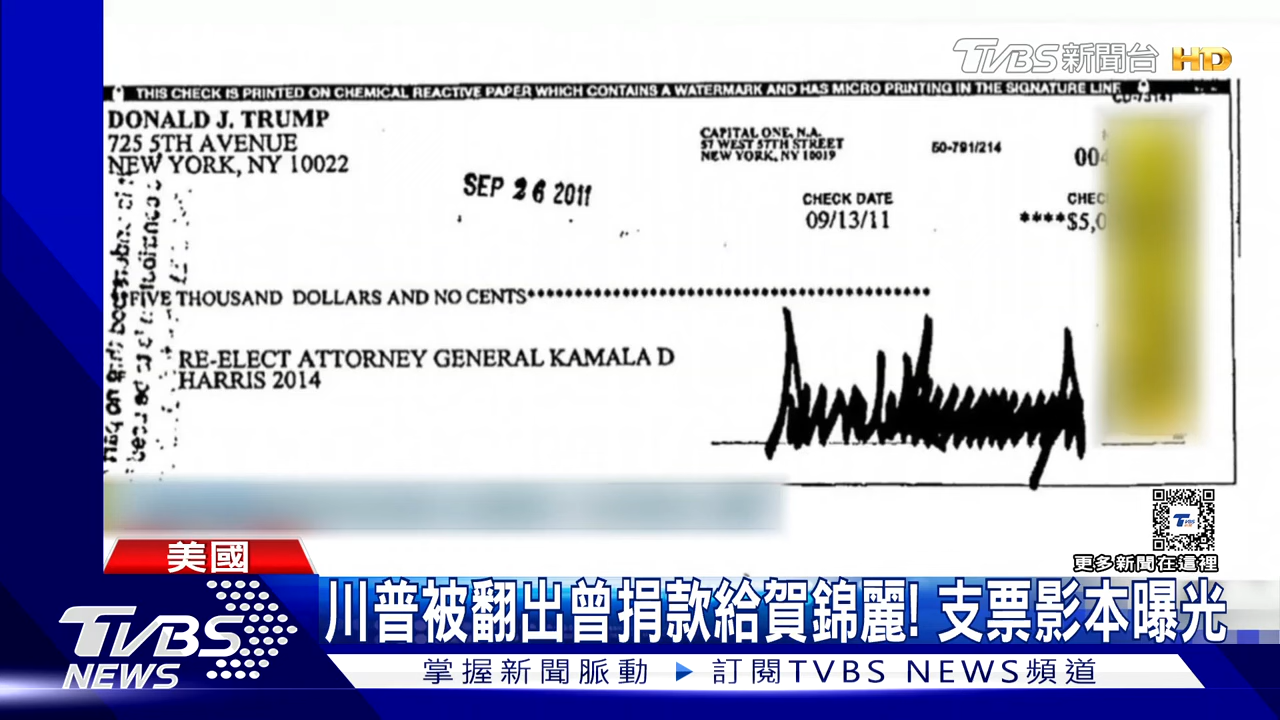 TVBS新聞台 HD
THIS CHECK IS PRINTED ON CHEMICAL REACTIVE PAPER WHICH CONTAINS A WATERMARK AND HAS MICRO PRINTING IN THE SIGNATURE LINE
DONALD J. TRUMP
725 5TH AVENUE
NEW YORK, NY 10022
CAPITAL ONE, N.A.
57 WEST 57TH STREET
NEW YORK, NY 10019
50-791/214
004
SEP 26 2011
CHECK DATE
09/13/11
CHEC
****$5,0
FIVE THOUSAND DOLLARS AND NO CENTS
RE-ELECT ATTORNEY GENERAL KAMALA D
HARRIS 2014
TVBS
更多新聞在這裡
美國
川普被翻出曾捐款給賀錦麗! 支票影本曝光
TVBS
NEWS
掌握新聞脈動 ▶ 訂閱TVBS NEWS頻道